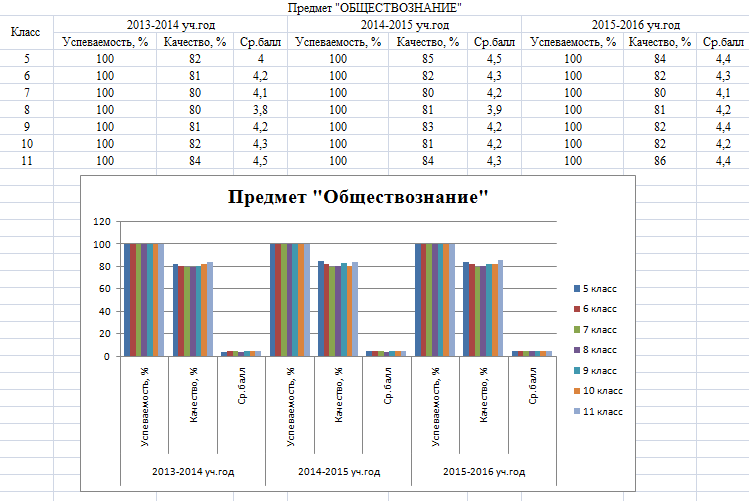 Предмет "ОБЩЕСТВОЗНАНИЕ"
Класс 2013-2014 уч.год 2014-2015 уч.год 2015-2016 уч.год
Успеваемость, % Качество, % Ср.балл Успеваемость, % Качество, % Ср.балл Успеваемость, % Качество, % Ср.балл
5 100 82 4 100 85 4,5 100 84 4,4
6 100 81 4,2 100 82 4,3 100 82 4,3
7 100 80 4,1 100 80 4,2 100 80 4,1
8 100 80 3,8 100 81 3,9 100 81 4,2
9 100 81 4,2 100 83 4,2 100 82 4,4
10 100 82 4,3 100 81 4,2 100 82 4,2
11 100 84 4,5 100 84 4,3 100 86 4,4
Предмет "Обществознание"
120
100
80
60
40
20
0
Успеваемость, % Качество, % Ср.балл Успеваемость, % Качество, % Ср.балл Успеваемость, % Качество, % Ср.балл
2013-2014 уч.год 2014-2015 уч.год 2015-2016 уч.год
5 класс
6 класс
7 класс
8 класс
9 класс
10 класс
11 класс